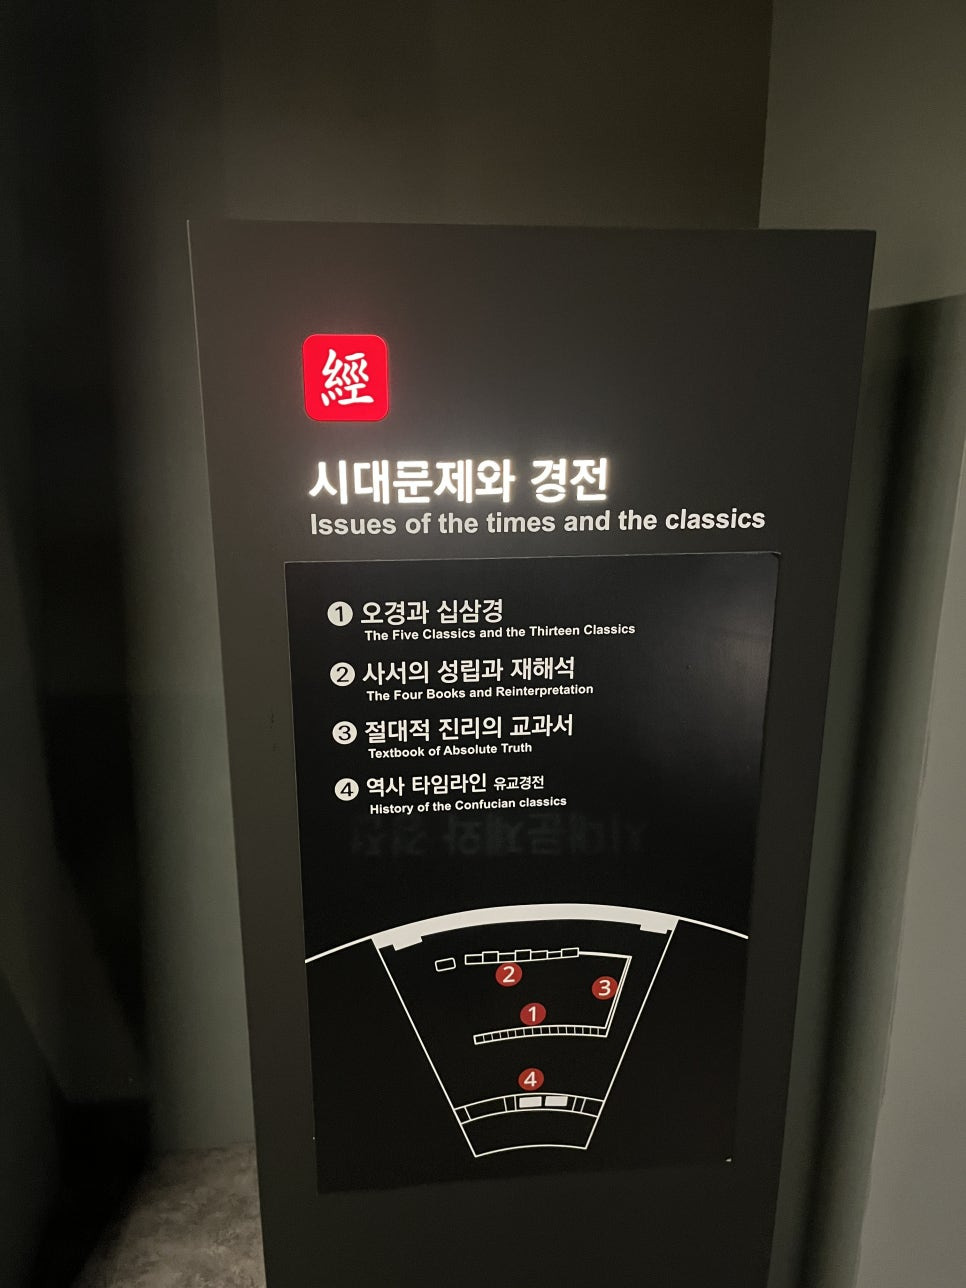 經
시대문제와 경전
Issues of the times and the classics
1 오경과 십삼경
The Five Classics and the Thirteen Classics
2 사서의 성립과 재해석
The Four Books and Reinterpretation
3 절대적 진리의 교과서
Textbook of Absolute Truth
4 역사 타임라인 유교경전
History of the Confucian classics
2
3
1
4